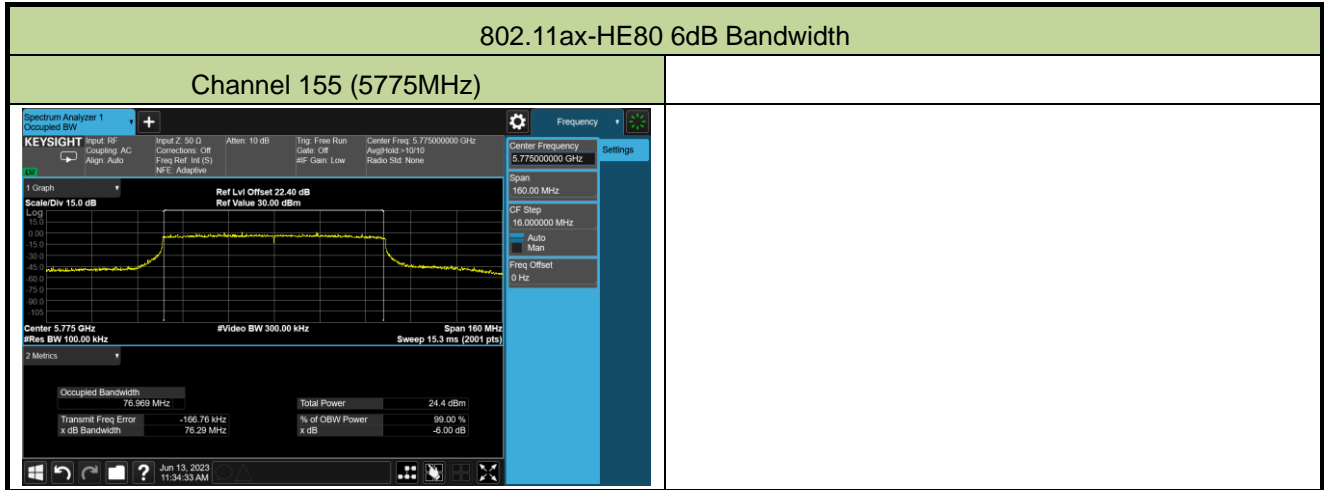 802.11ax-HE80 6dB Bandwidth
Channel 155 (5775MHz)
Spectrum Analyzer 1
Occupied BW
+
Frequency
KEYSIGHT
Input: RF
Coupling: AC
Align: Auto
Input Z: 50 Ω
Corrections: Off
Freq Ref: Int (S)
NFE: Adaptive
Atten: 10 dB
Trig: Free Run
Gate: Off
#IF Gain: Low
Center Freq: 5.775000000 GHz
Avg|Hold:>10/10
Radio Std: None
Center Frequency
5.775000000 GHz
Settings
Span
160.00 MHz
CF Step
16.000000 MHz
Auto
Man
Freq Offset
0 Hz
1 Graph
Scale/Div 15.0 dB
Ref Lvl Offset 22.40 dB
Ref Value 30.00 dBm
Log
15.0
0.00
-15.0
-30.0
-45.0
-60.0
-75.0
-90.0
-105
Center 5.775 GHz
#Res BW 100.00 kHz
#Video BW 300.00 kHz
Span 160 MHz
Sweep 15.3 ms (2001 pts)
2 Metrics
Occupied Bandwidth
76.969 MHz
Total Power 24.4 dBm
Transmit Freq Error -166.76 kHz
% of OBW Power 99.00 %
x dB Bandwidth 76.29 MHz
x dB -6.00 dB
?
Jun 13, 2023
11:34:33 AM